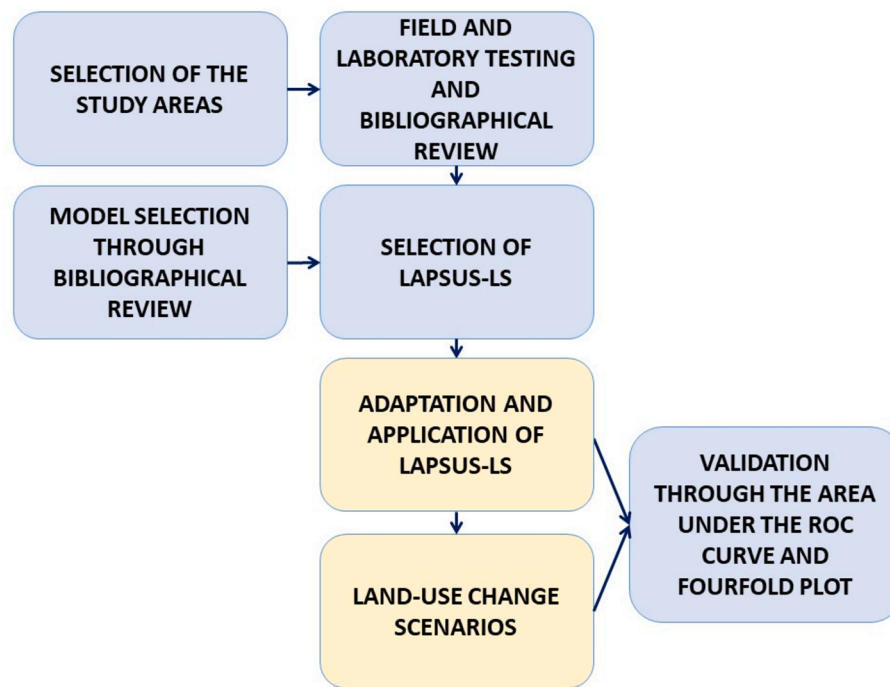 SELECTION OF THE
STUDY AREAS
FIELD AND
LABORATORY TESTING
AND
BIBLIOGRAPHICAL
REVIEW
MODEL SELECTION
THROUGH
BIBLIOGRAPHICAL
REVIEW
SELECTION OF
LAPSUS-LS
ADAPTATION AND
APPLICATION OF
LAPSUS-LS
VALIDATION
THROUGH THE AREA
UNDER THE ROC
CURVE AND
FOURFOLD PLOT
LAND-USE CHANGE
SCENARIOS